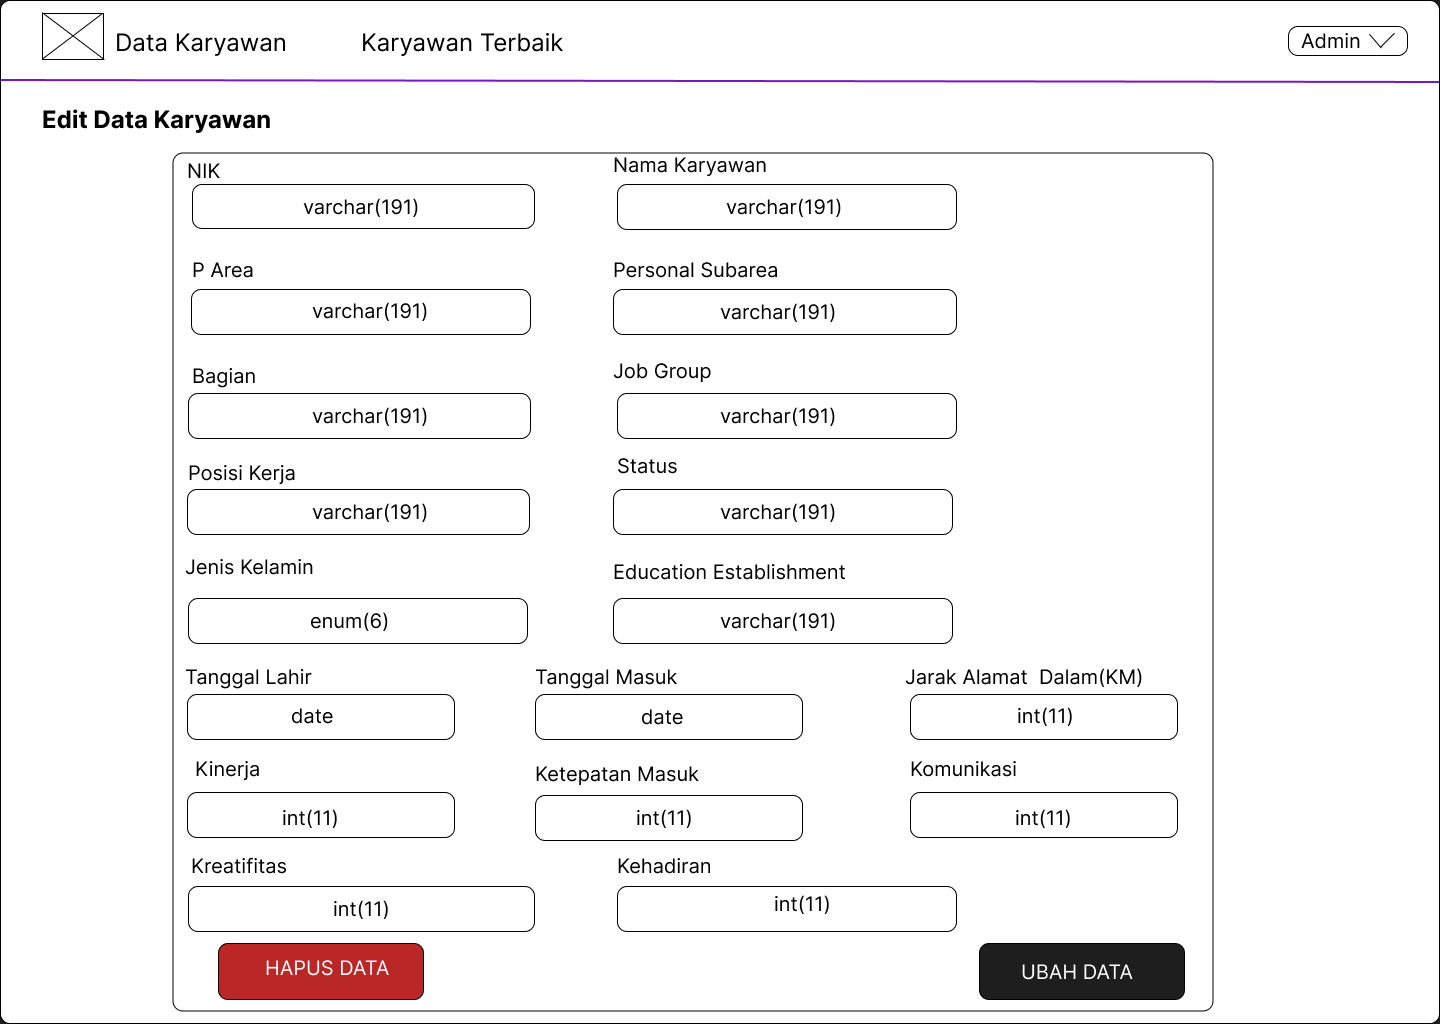 Data Karyawan Karyawan Terbaik Admin
Edit Data Karyawan
NIK Nama Karyawan
varchar(191) varchar(191)
P Area Personal Subarea
varchar(191) varchar(191)
Bagian Job Group
varchar(191) varchar(191)
Posisi Kerja Status
varchar(191) varchar(191)
Jenis Kelamin Education Establishment
enum(6) varchar(191)
Tanggal Lahir Tanggal Masuk Jarak Alamat Dalam(KM)
date date int(11)
Kinerja Ketepatan Masuk Komunikasi
int(11) int(11) int(11)
Kreatifitas Kehadiran
int(11) int(11)
HAPUS DATA UBAH DATA